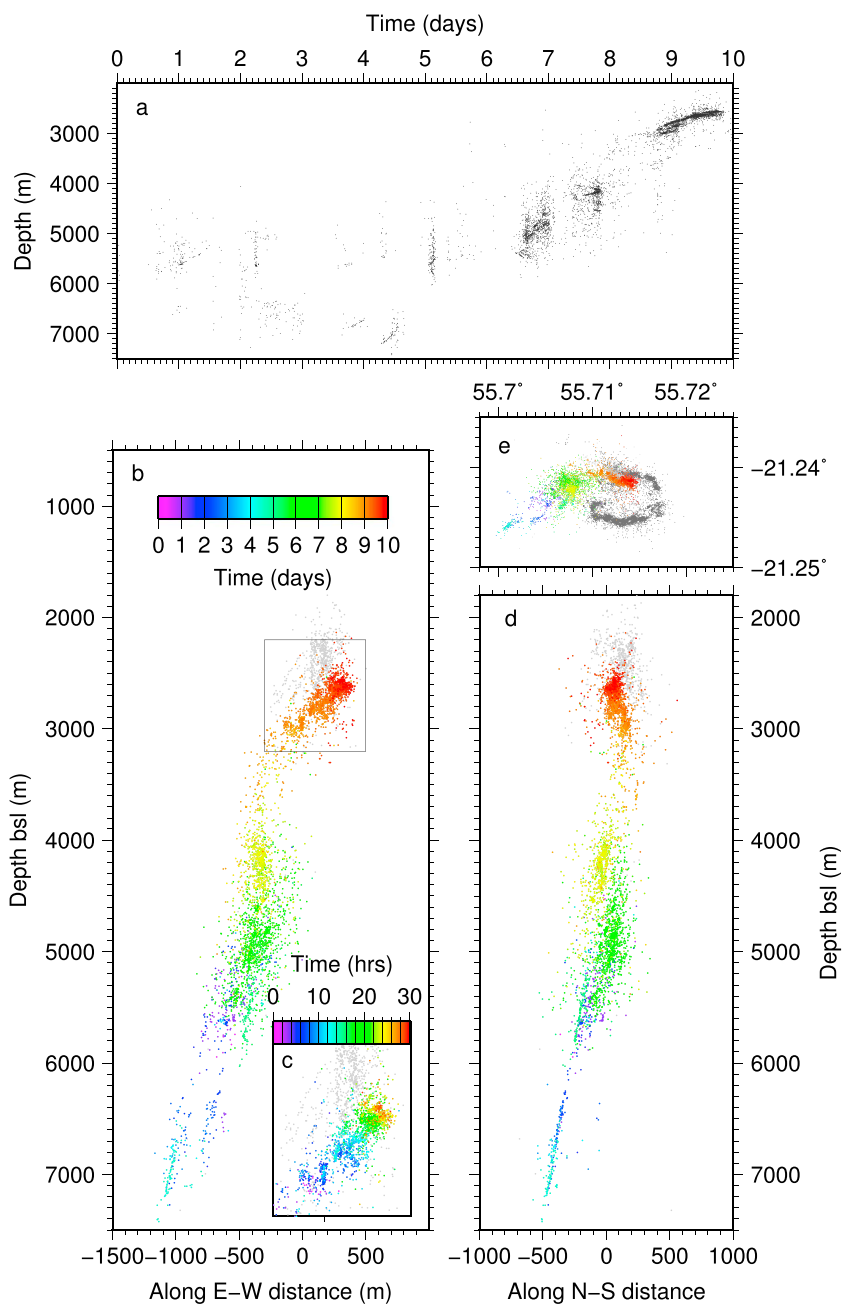 Time (days)
0 1 2 3 4 5 6 7 8 9 10
a
3000
4000
5000
6000
7000
Depth (m)
55.7° 55.71° 55.72°
e
−21.24°
−21.25°
b
0 1 2 3 4 5 6 7 8 9 10
Time (days)
1000
2000
3000
4000
5000
6000
7000
Depth bsl (m)
Time (hrs)
0 10 20 30
c
−1500 −1000 −500 0 500
Along E−W distance (m)
d
2000
3000
4000
5000
6000
7000
Depth bsl (m)
−1000 −500 0 500 1000
Along N−S distance